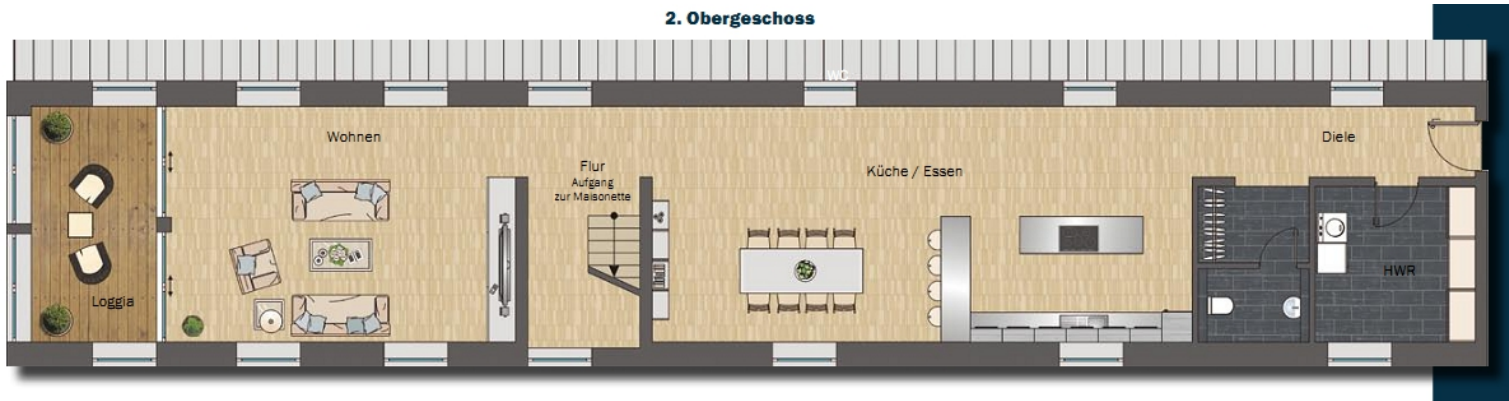 2. Obergeschoss
WC
Wohnen
Diele
Flur
Aufgang
zur Maisonette
Küche / Essen
HWR
Loggia